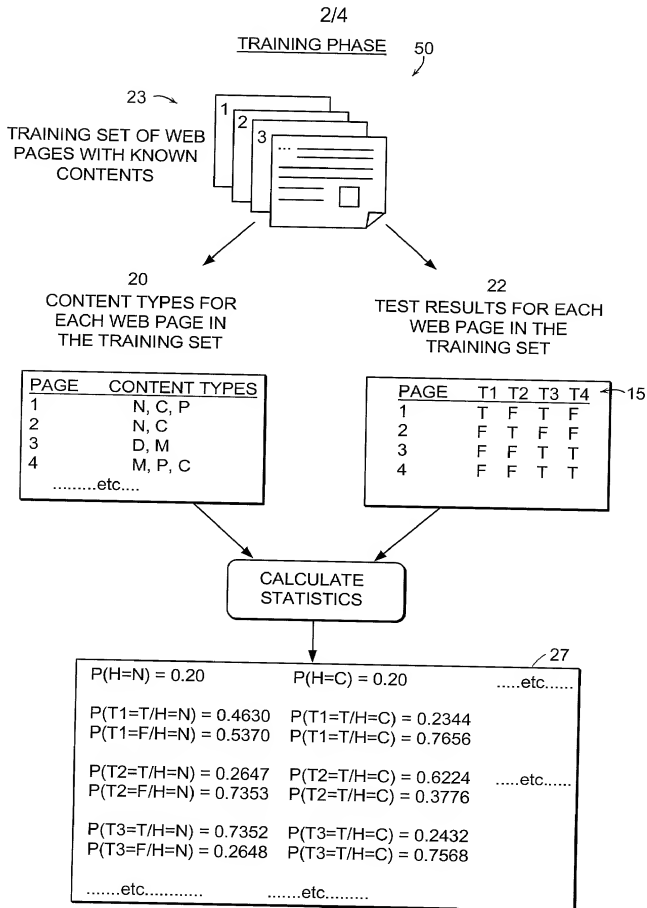 2/4
TRAINING PHASE
50
23
1
2
3
...
TRAINING SET OF WEB
PAGES WITH KNOWN
CONTENTS
20
CONTENT TYPES FOR
EACH WEB PAGE IN
THE TRAINING SET
22
TEST RESULTS FOR EACH
WEB PAGE IN THE
TRAINING SET
PAGE CONTENT TYPES
1 N, C, P
2 N, C
3 D, M
4 M, P, C
.........etc....
PAGE T1 T2 T3 T4
15
1 T F T F
2 F T F F
3 F F T T
4 F F T T
CALCULATE
STATISTICS
27
P(H=N) = 0.20 P(H=C) = 0.20 .....etc......
P(T1=T/H=N) = 0.4630 P(T1=T/H=C) = 0.2344
P(T1=F/H=N) = 0.5370 P(T1=T/H=C) = 0.7656
P(T2=T/H=N) = 0.2647 P(T2=T/H=C) = 0.6224 .....etc......
P(T2=F/H=N) = 0.7353 P(T2=T/H=C) = 0.3776
P(T3=T/H=N) = 0.7352 P(T3=T/H=C) = 0.2432
P(T3=F/H=N) = 0.2648 P(T3=T/H=C) = 0.7568
.......etc............ .......etc.........